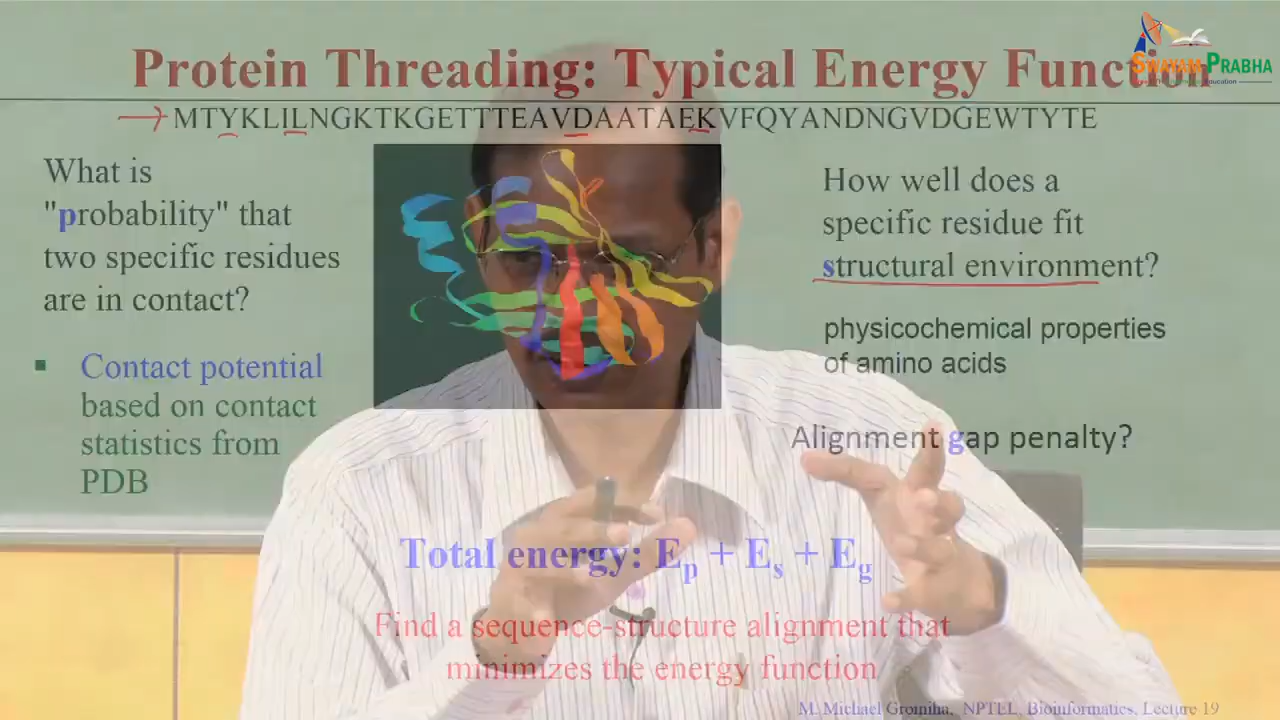 SWAYAM PRABHA
Protein Threading: Typical Energy Function
MTYKLILNGKTKGETTTEAVDAATAEKVFQYANDNGVDGEWTYTE
What is
"probability" that
two specific residues
are in contact?
Contact potential
based on contact
statistics from
PDB
How well does a
specific residue fit
structural environment?
physicochemical properties
of amino acids
Alignment gap penalty?
Total energy: Ep + Es + Eg
Find a sequence-structure alignment that
minimizes the energy function
M. Michael Gromiha, NPTEL, Bioinformatics, Lecture 19